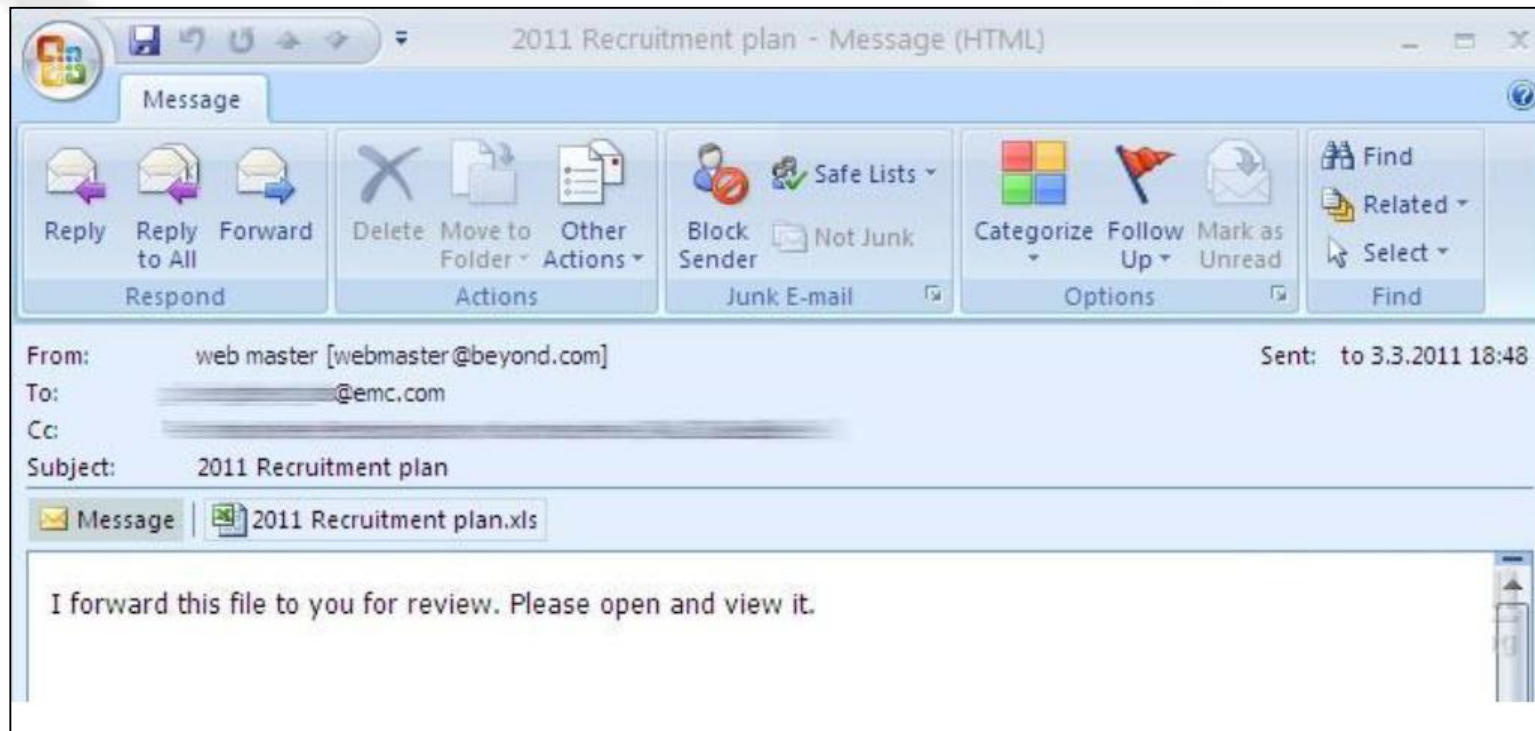 2011 Recruitment plan - Message (HTML)
Message
Reply
Reply to All
Forward
Respond
Delete
Move to Folder
Other Actions
Actions
Block Sender
Safe Lists
Not Junk
Junk E-mail
Categorize
Follow Up
Mark as Unread
Options
Find
Related
Select
Find
From: web master [webmaster@beyond.com] Sent: to 3.3.2011 18:48
To: @emc.com
Cc:
Subject: 2011 Recruitment plan
Message 2011 Recruitment plan.xls
I forward this file to you for review. Please open and view it.